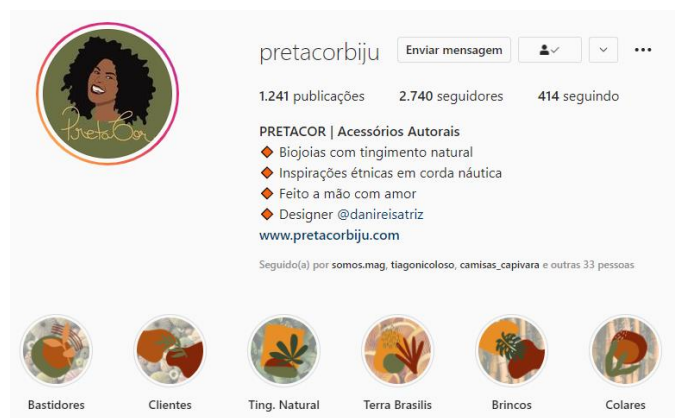 pretacorbiju Enviar mensagem
1.241 publicações 2.740 seguidores 414 seguindo
PRETACOR | Acessórios Autorais
Biojoias com tingimento natural
Inspirações étnicas em corda náutica
Feito a mão com amor
Designer @danireisatriz
www.pretacorbiju.com
Seguido(a) por somos.mag, tiagonicoloso, camisas_capivara e outras 33 pessoas
PretaCor
Bastidores Clientes Ting. Natural Terra Brasilis Brincos Colares